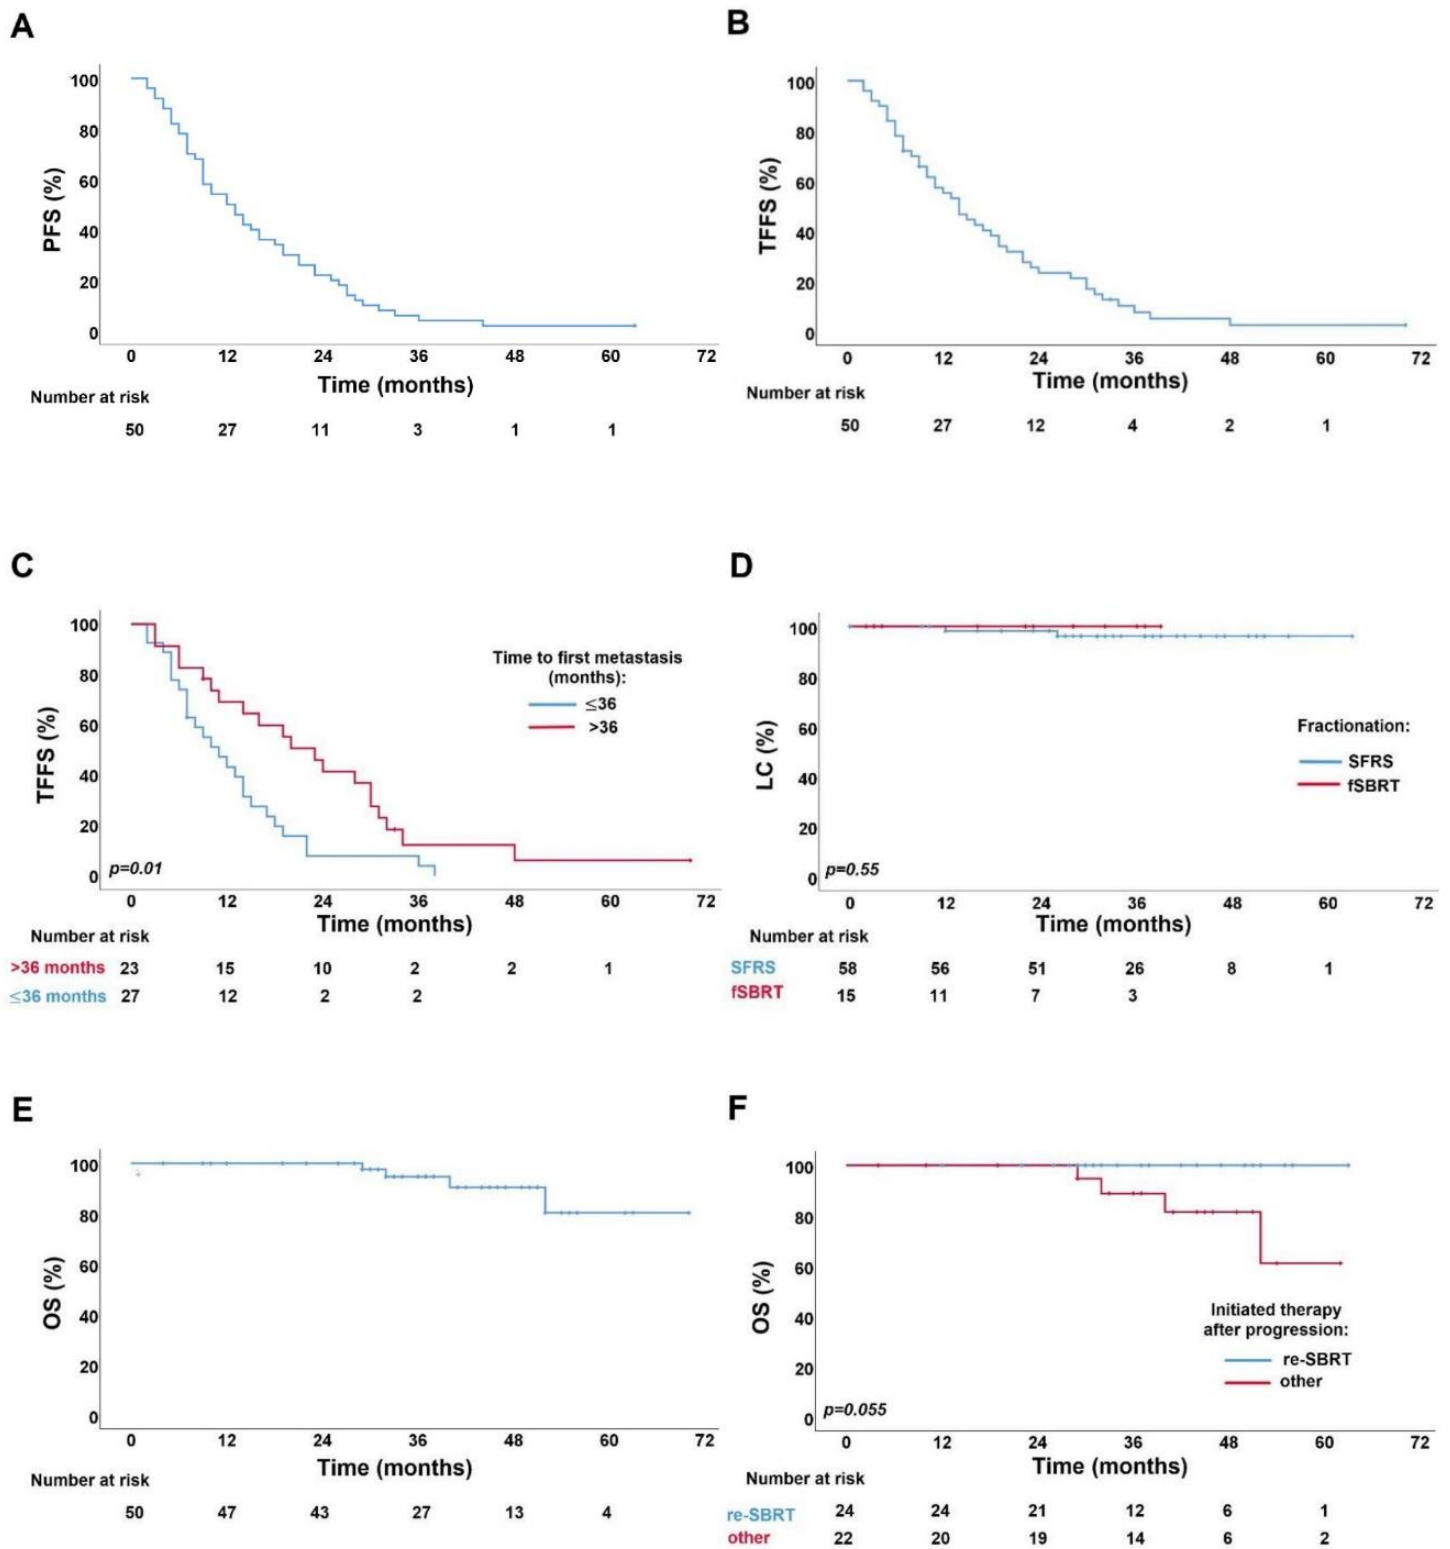 A
PFS (%)
100
80
60
40
20
0
0 12 24 36 48 60 72
Time (months)
Number at risk
50 27 11 3 1 1
B
TFFS (%)
100
80
60
40
20
0
0 12 24 36 48 60 72
Time (months)
Number at risk
50 27 12 4 2 1
C
TFFS (%)
100
80
60
40
20
0
Time to first metastasis
(months):
≤36
>36
p=0.01
0 12 24 36 48 60 72
Time (months)
Number at risk
>36 months 23 15 10 2 2 1
≤36 months 27 12 2 2
D
LC (%)
100
80
60
40
20
0
Fractionation:
SFRS
fSBRT
p=0.55
0 12 24 36 48 60 72
Time (months)
Number at risk
SFRS 58 56 51 26 8 1
fSBRT 15 11 7 3
E
OS (%)
100
80
60
40
20
0
0 12 24 36 48 60 72
Time (months)
Number at risk
50 47 43 27 13 4
F
OS (%)
100
80
60
40
20
0
Initiated therapy
after progression:
re-SBRT
other
p=0.055
0 12 24 36 48 60 72
Time (months)
Number at risk
re-SBRT 24 24 21 12 6 1
other 22 20 19 14 6 2